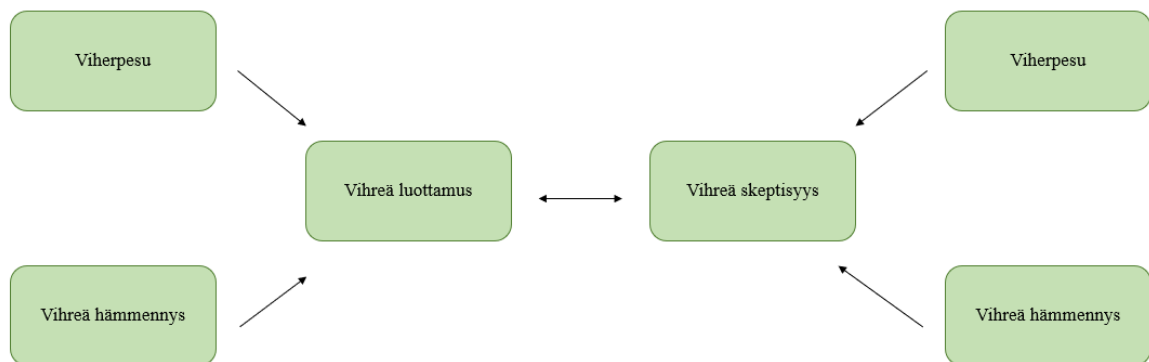 Viherpesu
Viherpesu
Vihreä luottamus
Vihreä skeptisyys
Vihreä hämmennys
Vihreä hämmennys